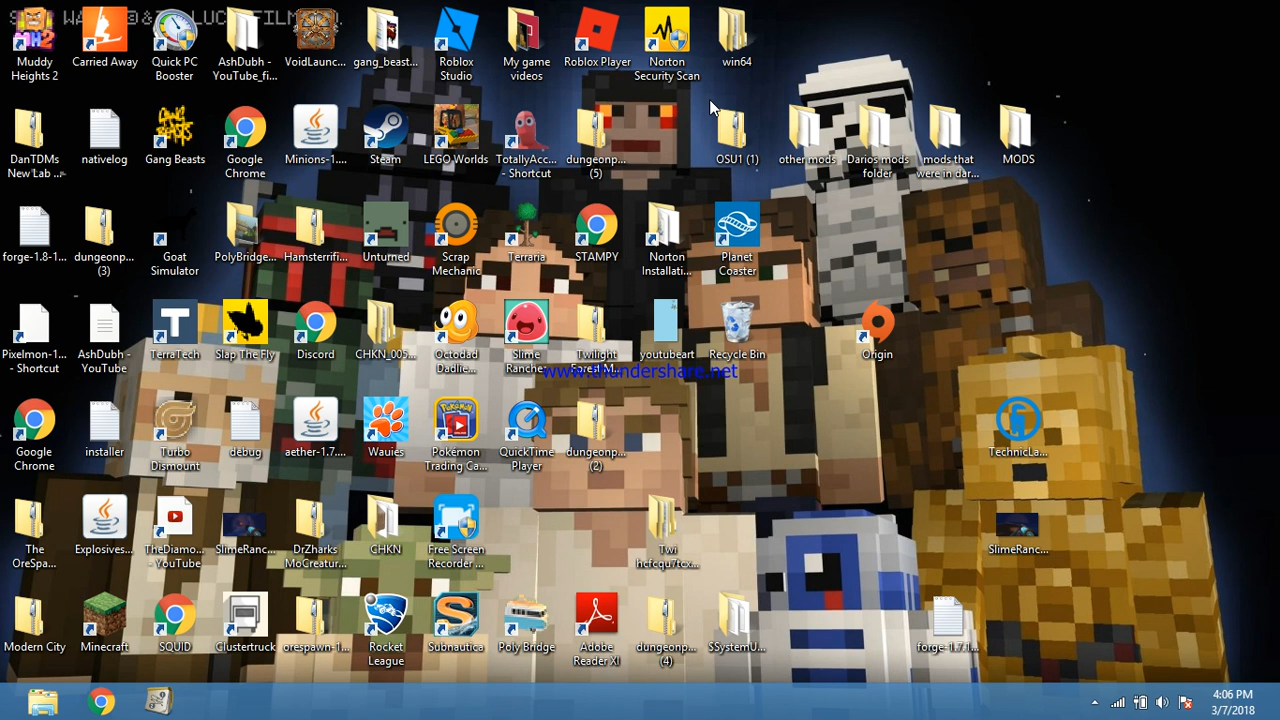 Muddy Heights 2
Carried Away
Quick PC Booster
AshDubh - YouTube_fi...
VoidLaunc...
gang_beast...
Roblox Studio
My game videos
Roblox Player
Norton Security Scan
win64
DanTDMs New Lab ...
nativelog
Gang Beasts
Google Chrome
Minions-1....
Steam
LEGO Worlds
TotallyAcc... - Shortcut
dungeonp... (5)
OSU1 (1)
other mods
Darios mods folder
mods that were in dar...
MODS
forge-1.8-1...
dungeonp... (3)
Goat Simulator
PolyBridge...
Hamsterrifi...
Unturned
Scrap Mechanic
Terraria
STAMPY
Norton Installati...
Planet Coaster
Pixelmon-1... - Shortcut
AshDubh - YouTube
TerraTech
Slap The Fly
Discord
CHKN_005...
Octodad Dadlie...
Slime Ranche...
Twilight Forest M...
youtubeart
Recycle Bin
Origin
www.thundershare.net
Google Chrome
installer
Turbo Dismount
debug
aether-1.7....
Wauies
Pokemon Trading Ca...
QuickTime Player
dungeonp... (2)
TechnicLa...
The OreSpa...
Explosives...
TheDiamo... - YouTube
SlimeRanc...
DrZharks MoCreatur...
CHKN
Free Screen Recorder ...
Twi hcfcqu7tcx...
SlimeRanc...
Modern City
Minecraft
SQUID
Clustertruck
orespawn-1...
Rocket League
Subnautica
Poly Bridge
Adobe Reader XI
dungeonp... (4)
SSystemU...
forge-1.7.1...
4:06 PM
3/7/2018